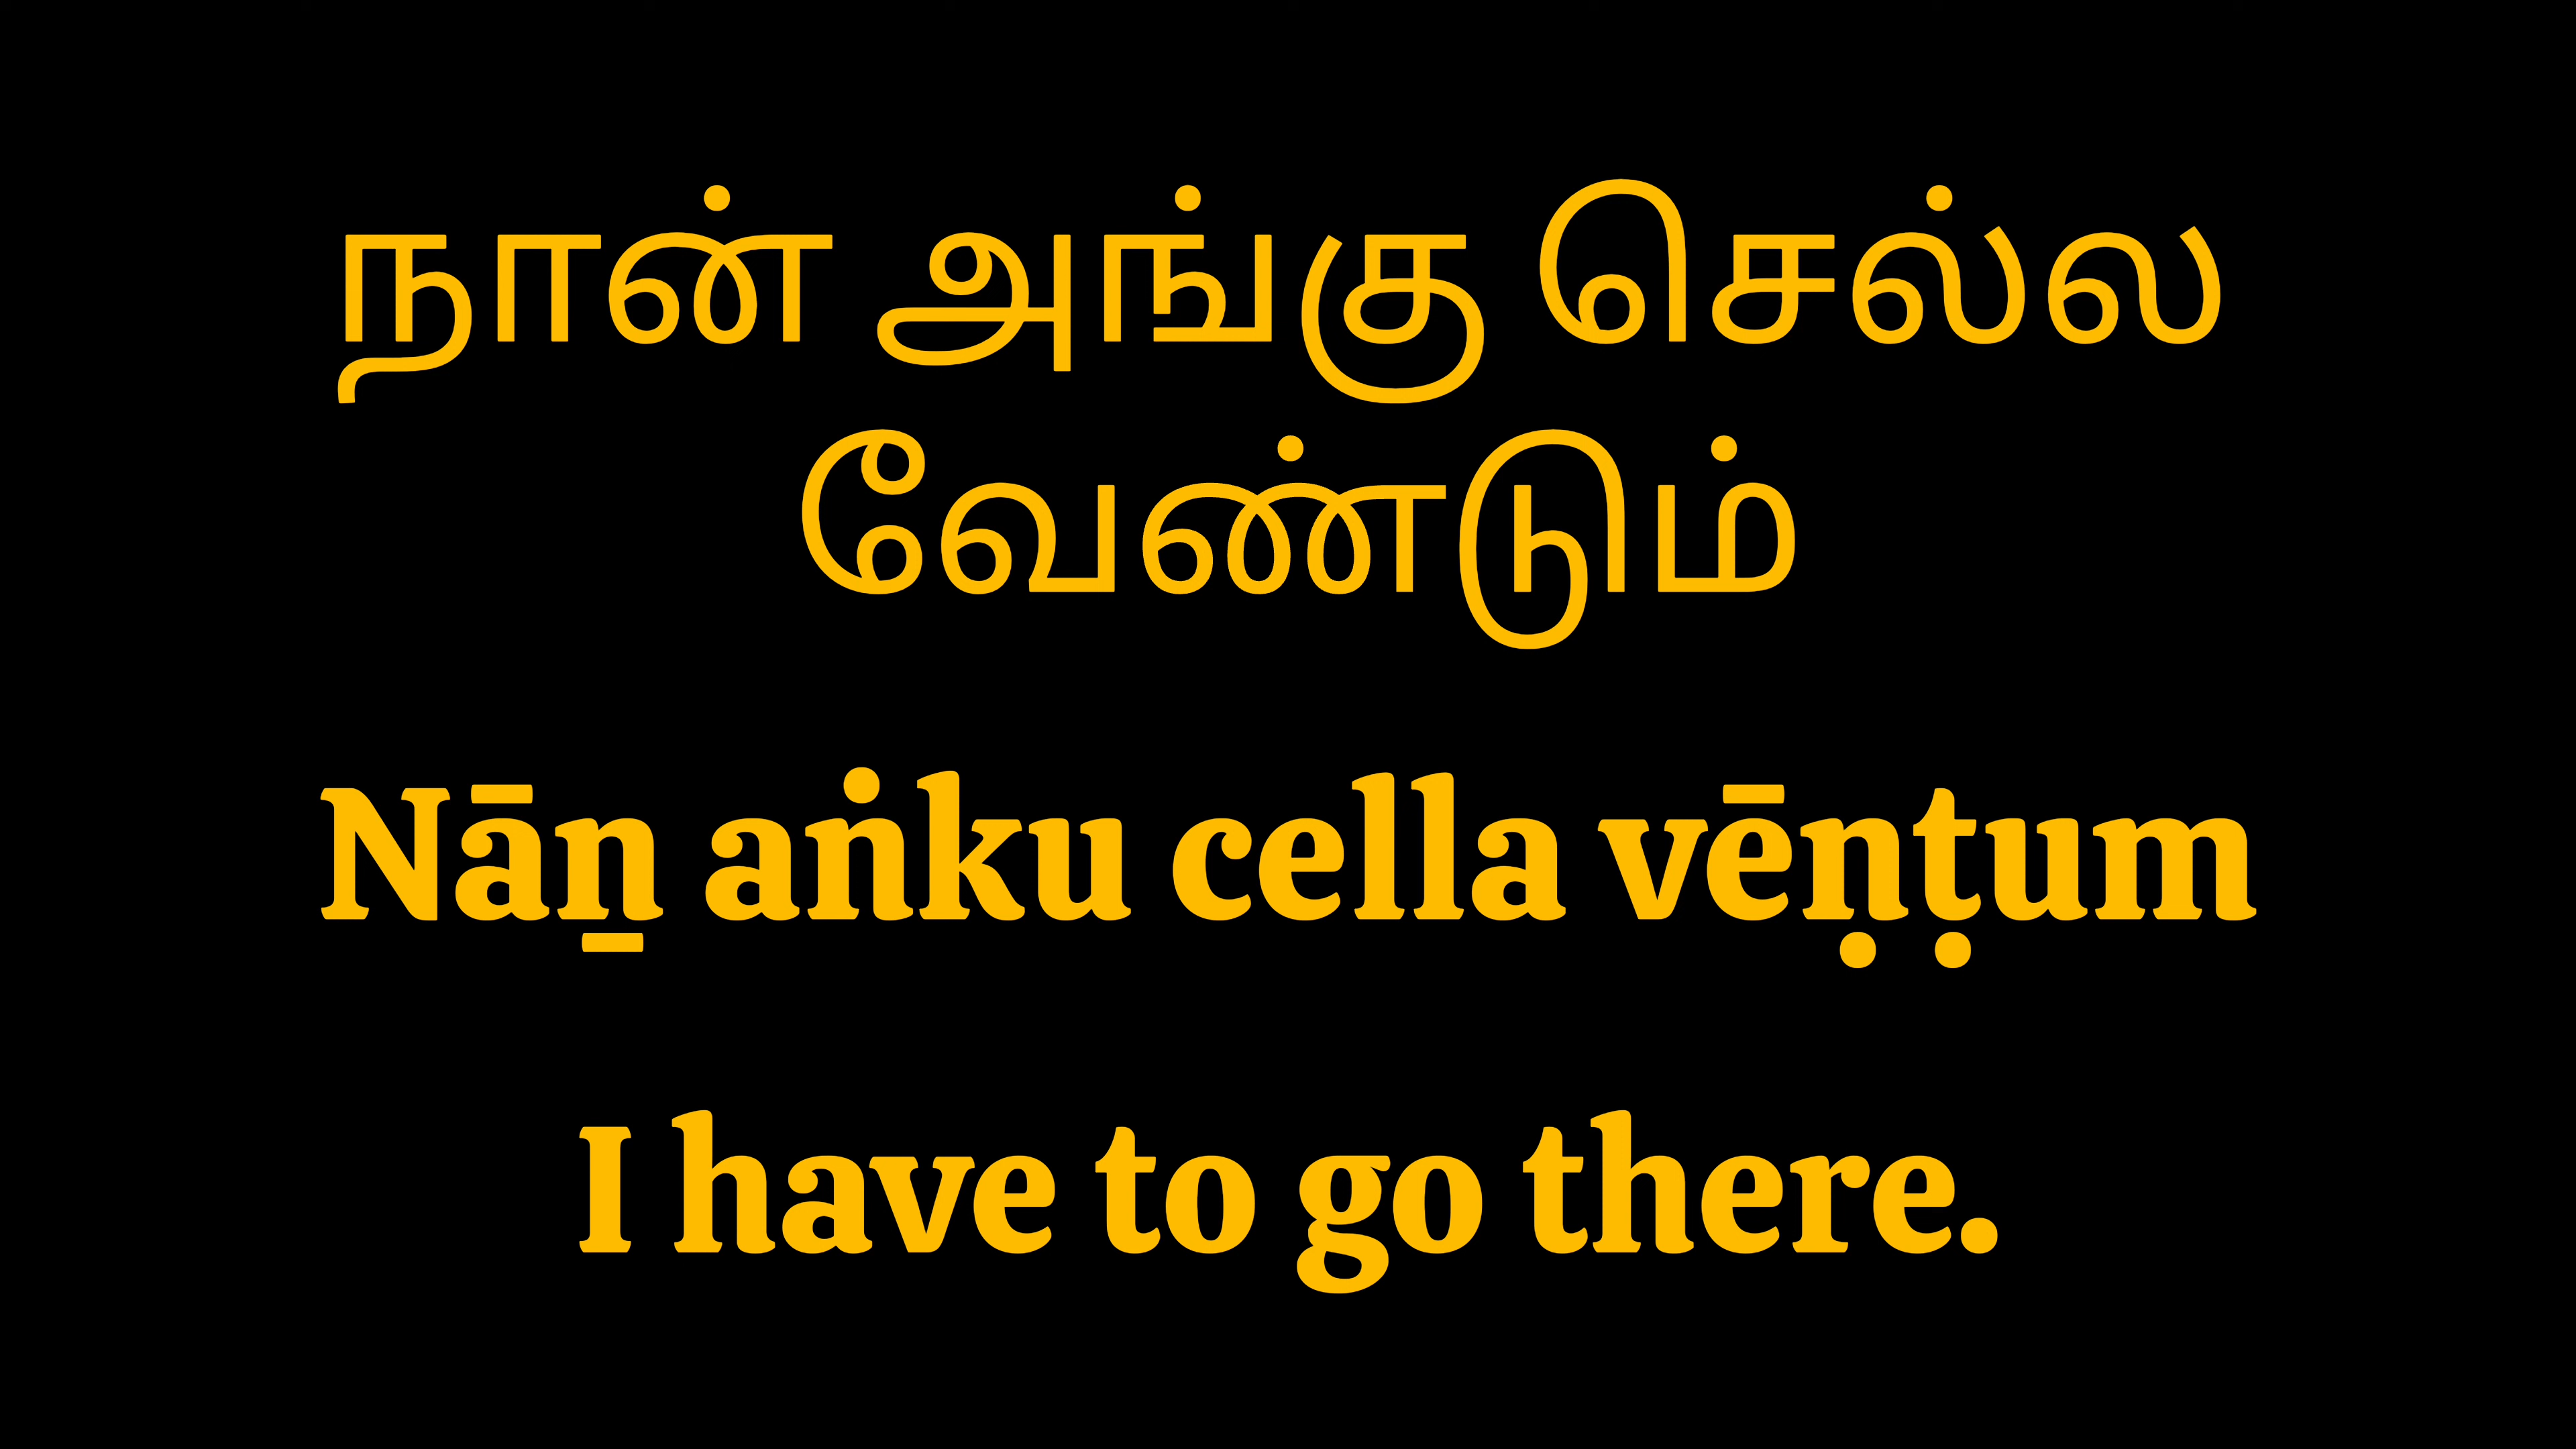 நான் அங்கு செல்ல
வேண்டும்
Nāṉ aṅku cella vēṇṭum
I have to go there.